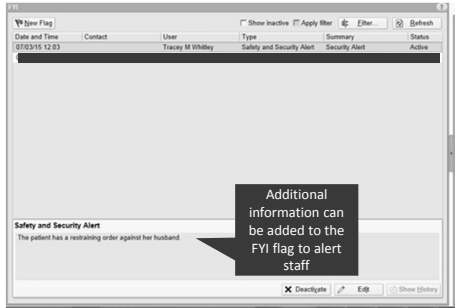 FYI
New Flag Show inactive Apply filter Filter... Refresh
Date and Time Contact User Type Summary Status
07/03/15 12:03 Tracey M Whitley Safety and Security Alert Security Alert Active
Additional
information can
be added to the
FYI flag to alert
staff
Safety and Security Alert
The patient has a restraining order against her husband
Deactivate Edit Show History